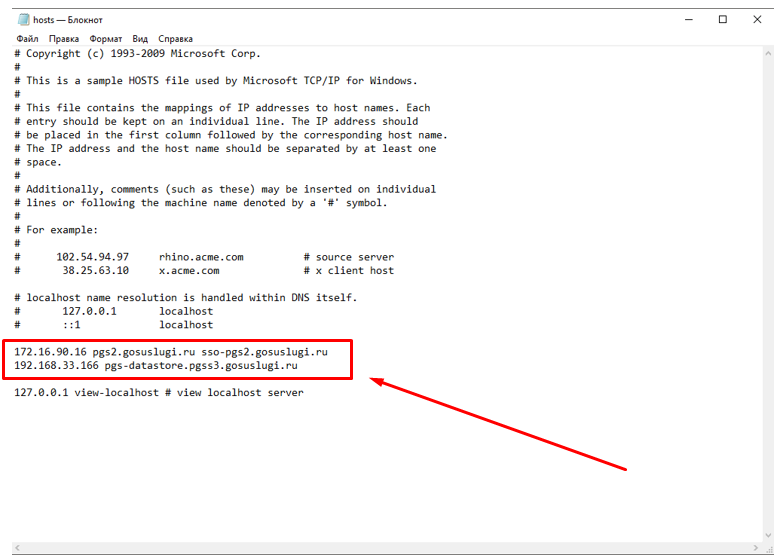 hosts — Блокнот
Файл Правка Формат Вид Справка
# Copyright (c) 1993-2009 Microsoft Corp.
#
# This is a sample HOSTS file used by Microsoft TCP/IP for Windows.
#
# This file contains the mappings of IP addresses to host names. Each
# entry should be kept on an individual line. The IP address should
# be placed in the first column followed by the corresponding host name.
# The IP address and the host name should be separated by at least one
# space.
#
# Additionally, comments (such as these) may be inserted on individual
# lines or following the machine name denoted by a '#' symbol.
#
# For example:
#
#      102.54.94.97     rhino.acme.com          # source server
#       38.25.63.10     x.acme.com              # x client host

# localhost name resolution is handled within DNS itself.
#       127.0.0.1       localhost
#       ::1             localhost

172.16.90.16 pgs2.gosuslugi.ru sso-pgs2.gosuslugi.ru
192.168.33.166 pgs-datastore.pgss3.gosuslugi.ru

127.0.0.1 view-localhost # view localhost server